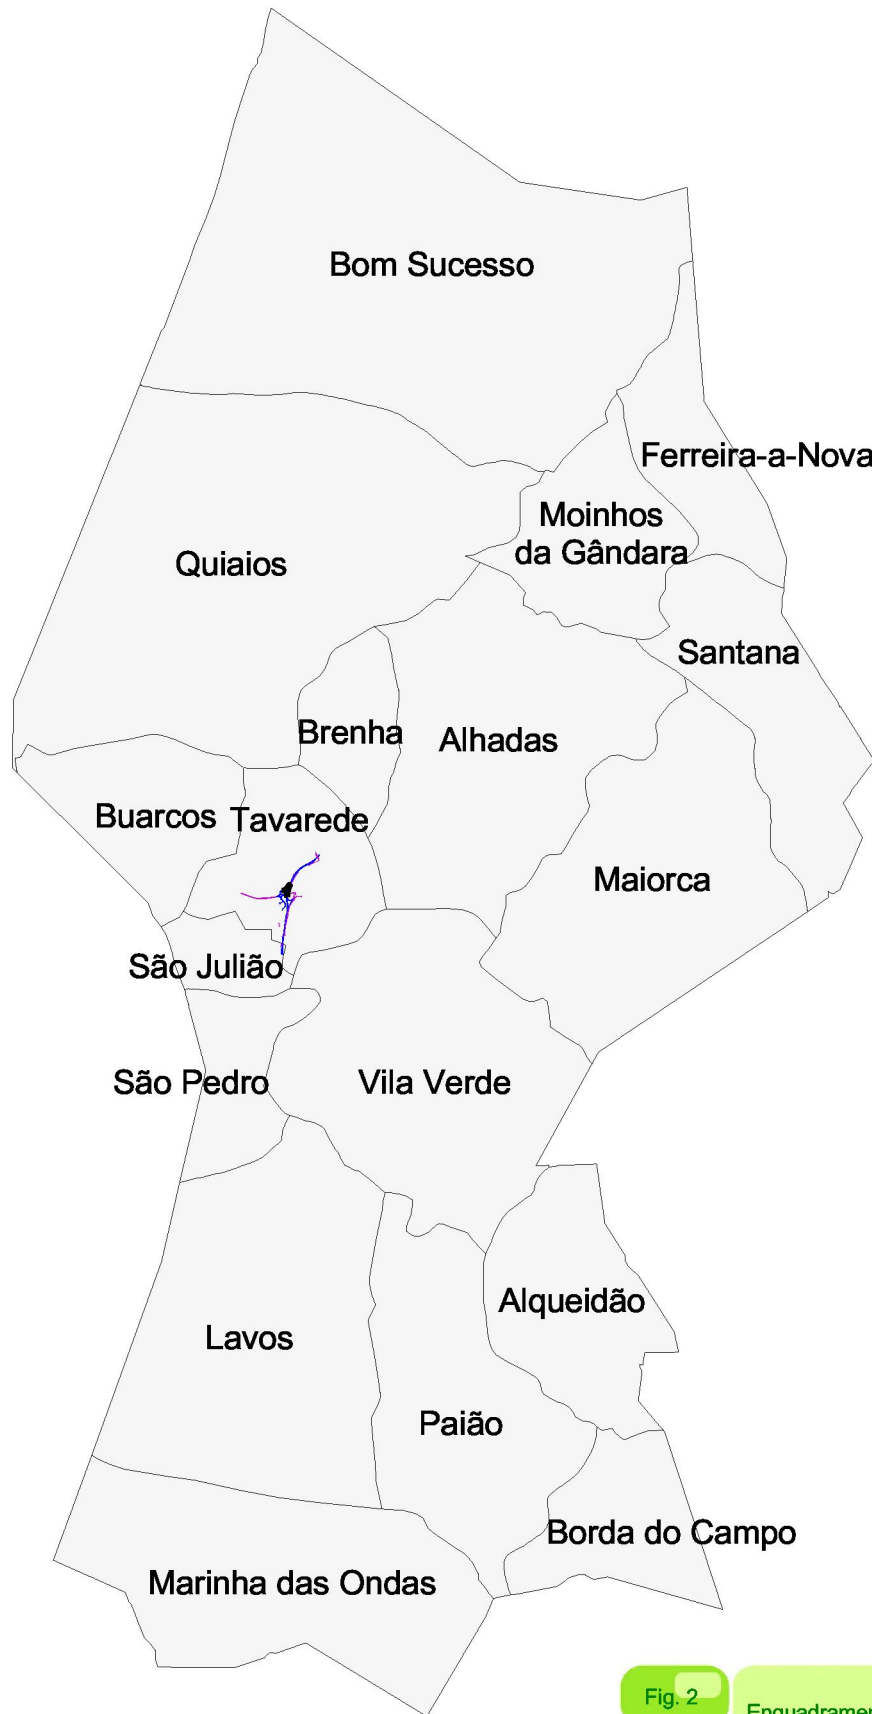 Bom Sucesso
Ferreira-a-Nova
Moinhos
da Gândara
Quiaios
Santana
Brenha
Alhadas
Buarcos
Tavarede
Maiorca
São Julião
São Pedro
Vila Verde
Alqueidão
Lavos
Paião
Borda do Campo
Marinha das Ondas
Fig. 2